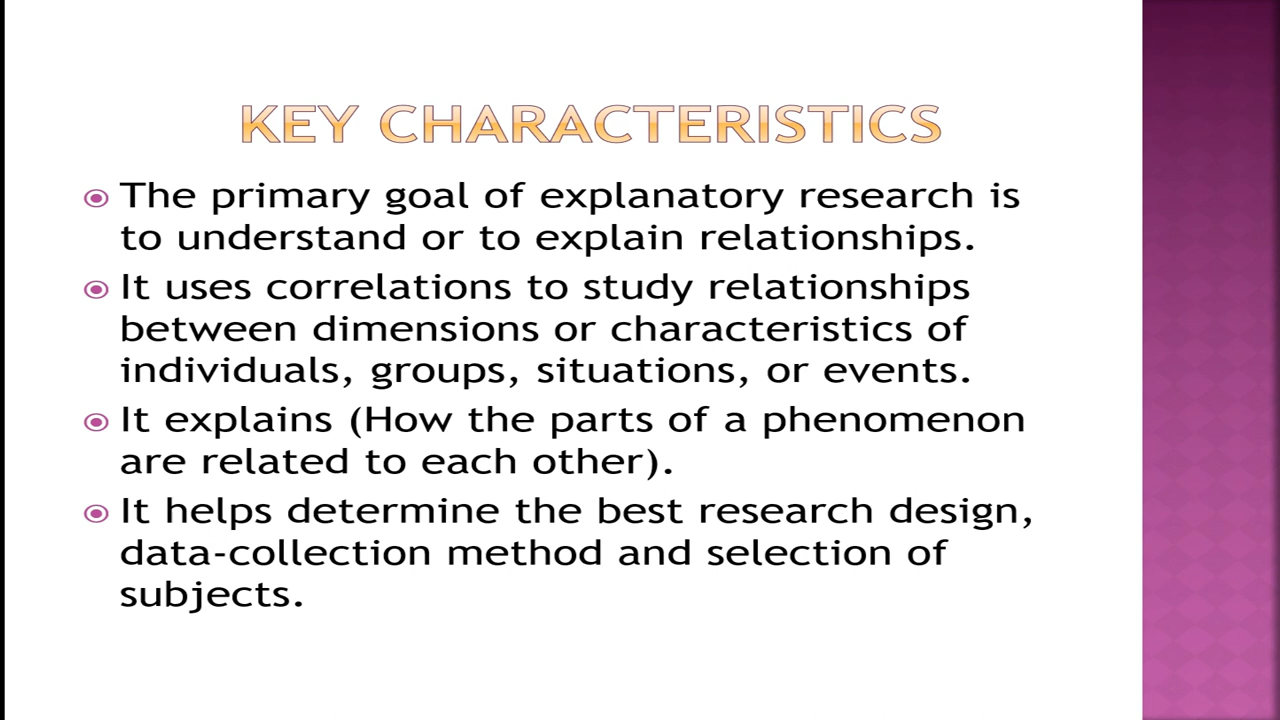 KEY CHARACTERISTICS
The primary goal of explanatory research is
to understand or to explain relationships.
It uses correlations to study relationships
between dimensions or characteristics of
individuals, groups, situations, or events.
It explains (How the parts of a phenomenon
are related to each other).
It helps determine the best research design,
data-collection method and selection of
subjects.